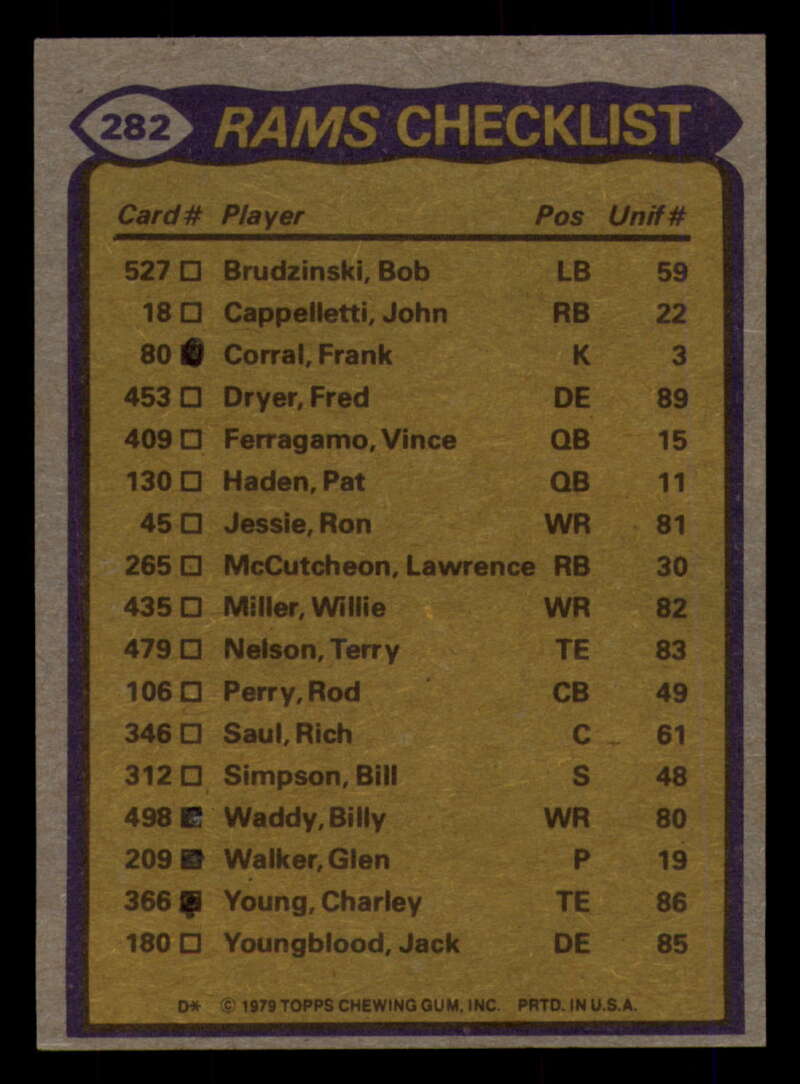 282 RAMS CHECKLIST
Card# Player Pos Unif#
527 □ Brudzinski, Bob LB 59
18 □ Cappelletti, John RB 22
80 ■ Corral, Frank K 3
453 □ Dryer, Fred DE 89
409 □ Ferragamo, Vince QB 15
130 □ Haden, Pat QB 11
45 □ Jessie, Ron WR 81
265 □ McCutcheon, Lawrence RB 30
435 □ Miller, Willie WR 82
479 □ Nelson, Terry TE 83
106 □ Perry, Rod CB 49
346 □ Saul, Rich C 61
312 □ Simpson, Bill S 48
498 ■ Waddy, Billy WR 80
209 ■ Walker, Glen P 19
366 ■ Young, Charley TE 86
180 □ Youngblood, Jack DE 85
D* © 1979 TOPPS CHEWING GUM, INC. PRTD. IN U.S.A.